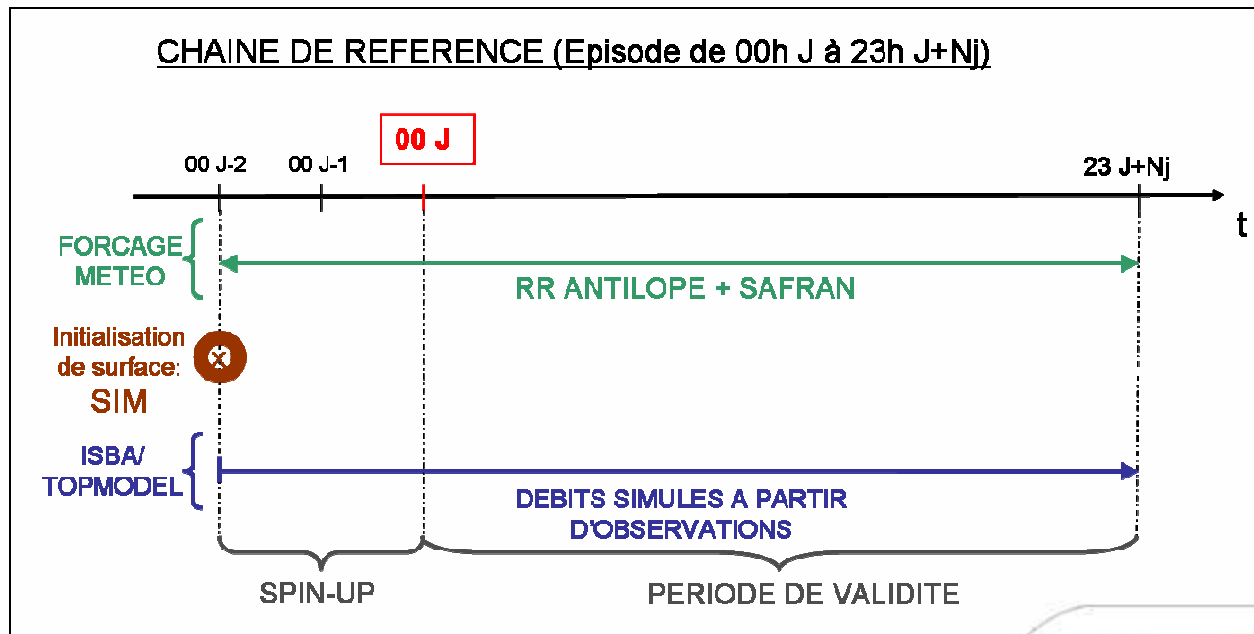 CHAINE DE REFERENCE (Episode de 00h J à 23h J+Nj)
00 J-2
00 J-1
00 J
23 J+Nj
t
FORCAGE
METEO
RR ANTILOPE + SAFRAN
Initialisation
de surface:
SIM
x
ISBA/
TOPMODEL
DEBITS SIMULES A PARTIR
D'OBSERVATIONS
SPIN-UP
PERIODE DE VALIDITE